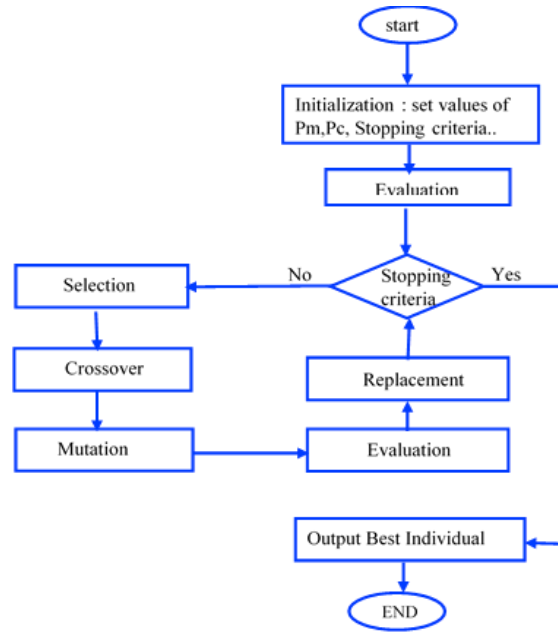 start
Initialization : set values of
Pm,Pc, Stopping criteria..
Evaluation
No
Stopping
criteria
Yes
Selection
Crossover
Replacement
Mutation
Evaluation
Output Best Individual
END